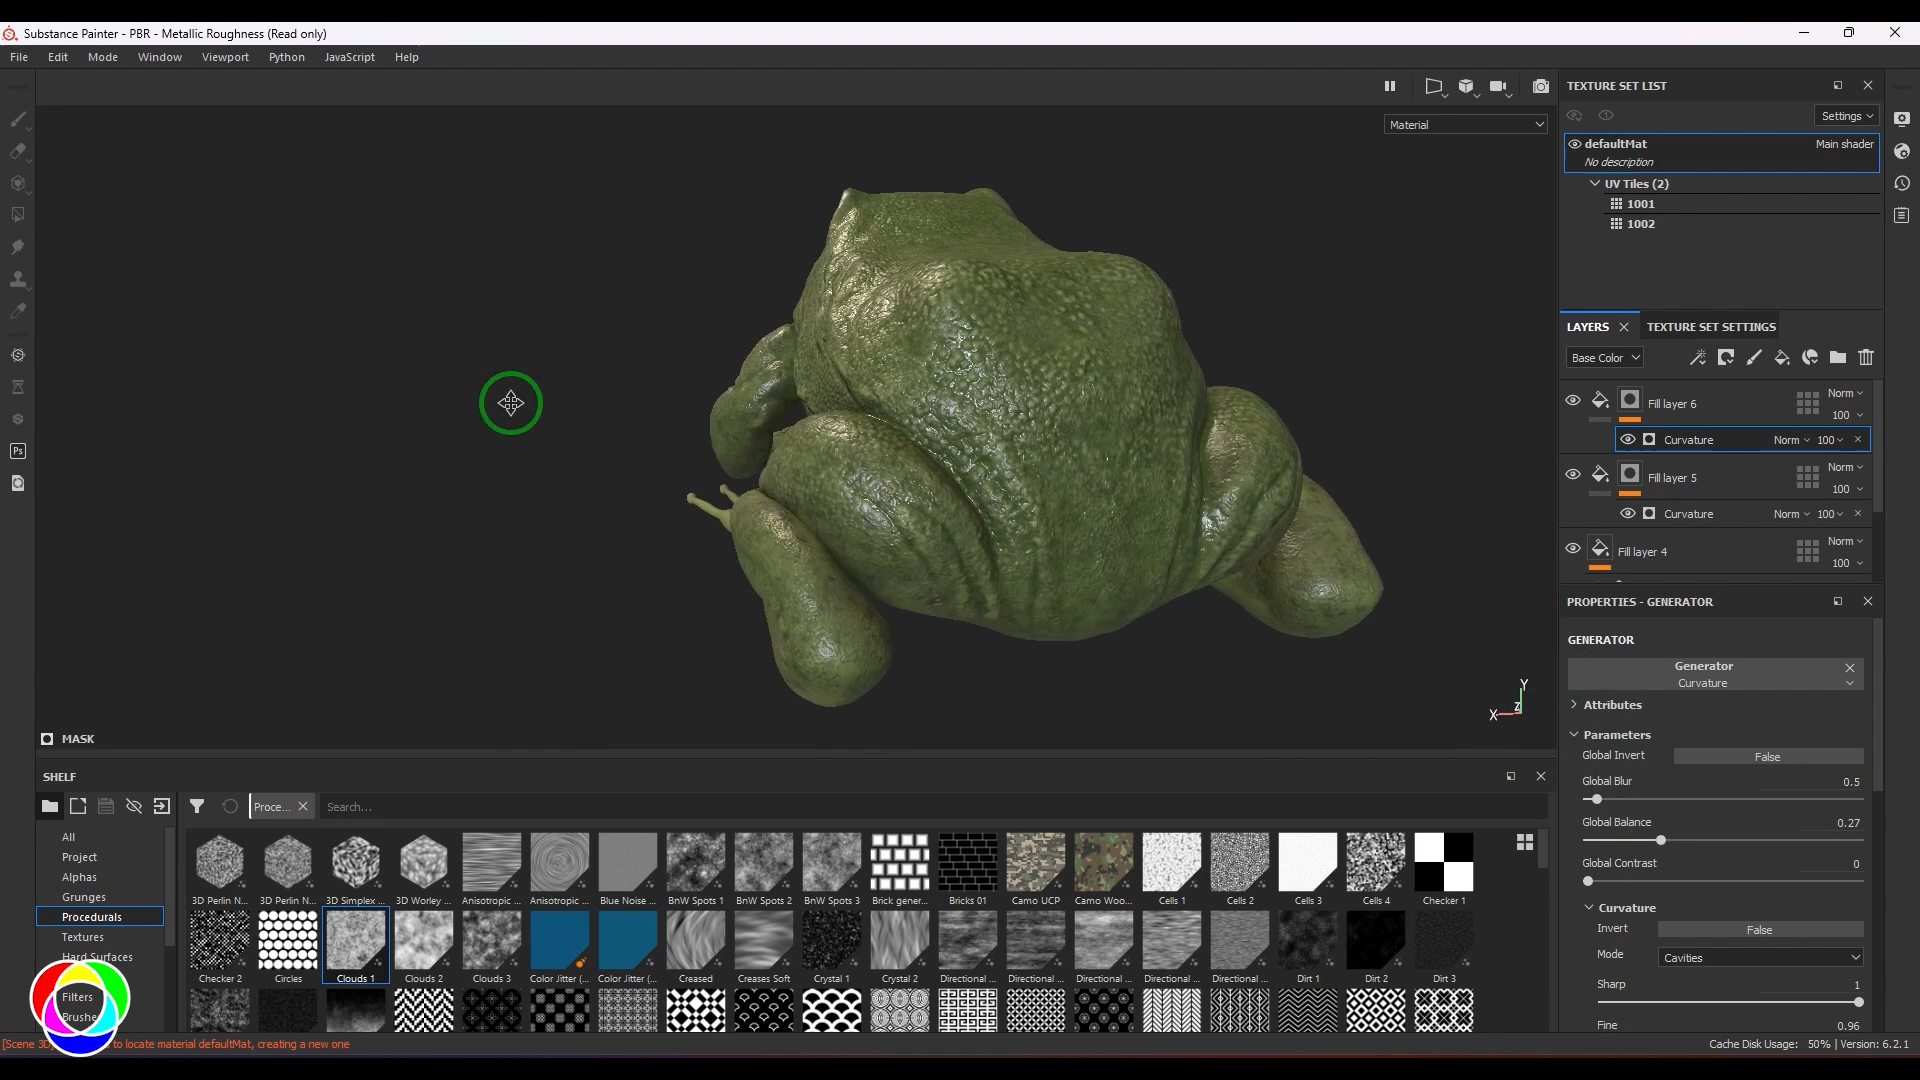 Substance Painter - PBR - Metallic Roughness (Read only)
File Edit Mode Window Viewport Python JavaScript Help
Material
MASK
Y
X
Z
TEXTURE SET LIST
Settings
defaultMat Main shader
No description
UV Tiles (2)
1001
1002
LAYERS TEXTURE SET SETTINGS
Base Color
Norm
Fill layer 6
100
Curvature Norm 100
Norm
Fill layer 5
100
Curvature Norm 100
Norm
Fill layer 4
100
PROPERTIES - GENERATOR
GENERATOR
Generator
Curvature
Attributes
Parameters
Global Invert False
Global Blur 0.5
Global Balance 0.27
Global Contrast 0
Curvature
Invert False
Mode Cavities
Sharp 1
Fine 0.96
SHELF
Proce... Search...
All
Project
Alphas
Grunges
Procedurals
Textures
Hard Surfaces
Filters
Brushe
3D Perlin N... 3D Perlin N... 3D Simplex ... 3D Worley ... Anisotropic ... Anisotropic ... Blue Noise ... BnW Spots 1 BnW Spots 2 BnW Spots 3 Brick gener... Bricks 01 Camo UCP Camo Woo... Cells 1 Cells 2 Cells 3 Cells 4 Checker 1
Checker 2 Circles Clouds 1 Clouds 2 Clouds 3 Color Jitter (... Color Jitter (... Creased Creases Soft Crystal 1 Crystal 2 Directional ... Directional ... Directional ... Directional ... Directional ... Dirt 1 Dirt 2 Dirt 3
[Scene 3D] to locate material defaultMat, creating a new one
Cache Disk Usage: 50% | Version: 6.2.1
Ps